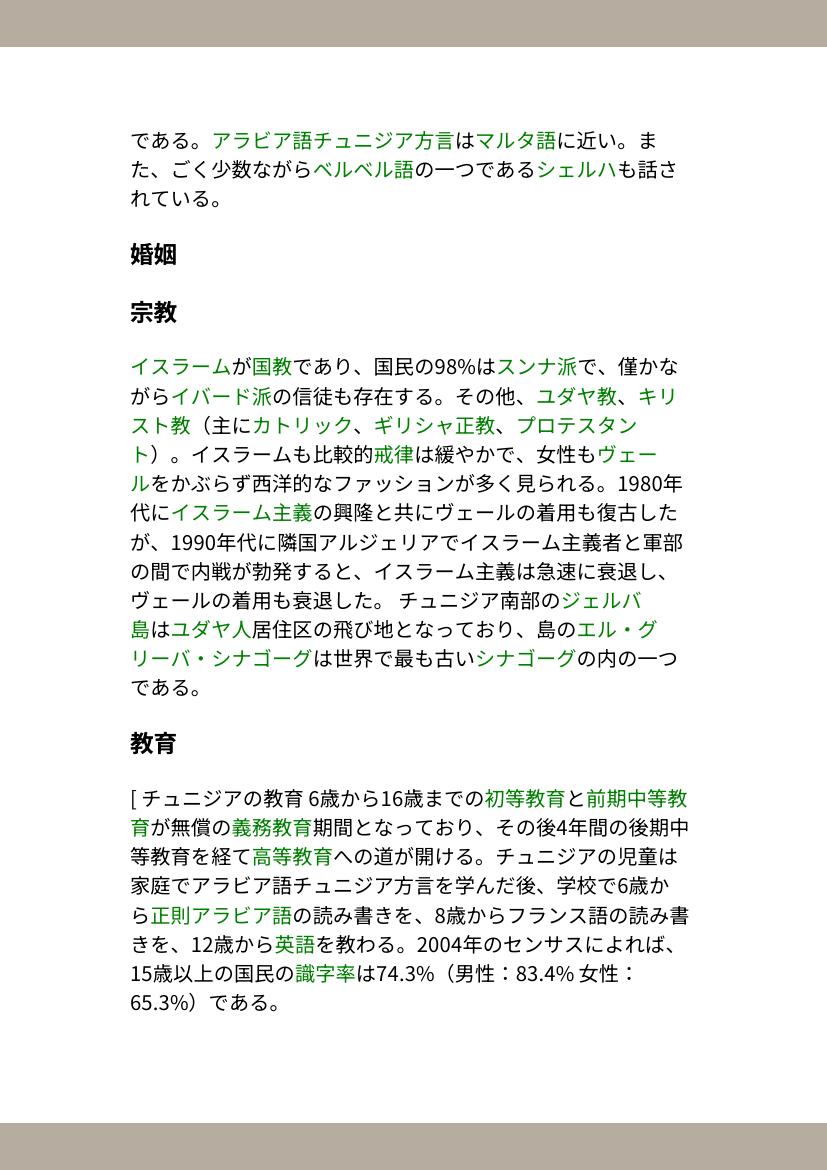 である。アラビア語チュニジア方言はマルタ語に近い。ま
た、ごく少数ながらベルベル語の一つであるシェルハも話さ
れている。
婚姻
宗教
イスラームが国教であり、国民の98%はスンナ派で、僅かな
がらイバード派の信徒も存在する。その他、ユダヤ教、キリ
スト教（主にカトリック、ギリシャ正教、プロテスタン
ト）。イスラームも比較的戒律は緩やかで、女性もヴェー
ルをかぶらず西洋的なファッションが多く見られる。1980年
代にイスラーム主義の興隆と共にヴェールの着用も復古した
が、1990年代に隣国アルジェリアでイスラーム主義者と軍部
の間で内戦が勃発すると、イスラーム主義は急速に衰退し、
ヴェールの着用も衰退した。 チュニジア南部のジェルバ
島はユダヤ人居住区の飛び地となっており、島のエル・グ
リーバ・シナゴーグは世界で最も古いシナゴーグの内の一つ
である。
教育
[ チュニジアの教育 6歳から16歳までの初等教育と前期中等教
育が無償の義務教育期間となっており、その後4年間の後期中
等教育を経て高等教育への道が開ける。チュニジアの児童は
家庭でアラビア語チュニジア方言を学んだ後、学校で6歳か
ら正則アラビア語の読み書きを、8歳からフランス語の読み書
きを、12歳から英語を教わる。2004年のセンサスによれば、
15歳以上の国民の識字率は74.3%（男性：83.4% 女性：
65.3%）である。